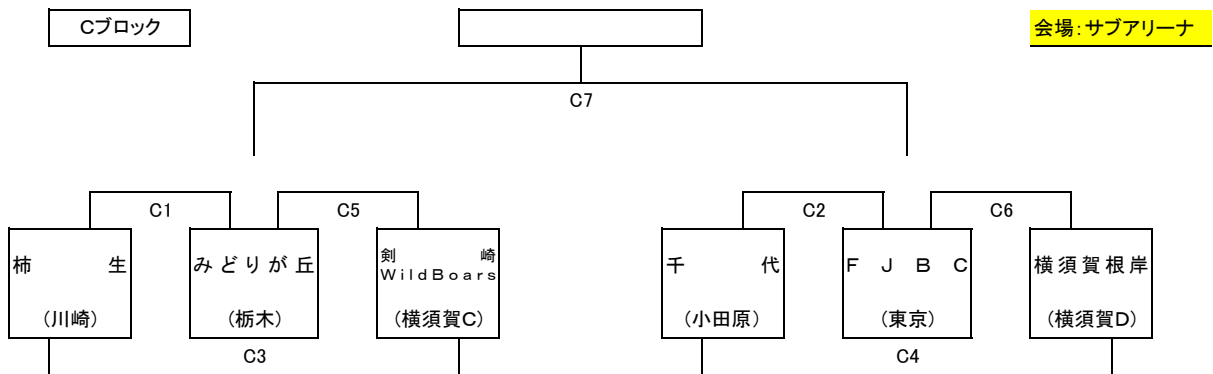 Cブロック
会場：サブアリーナ
C7
C1
C5
C2
C6
柿生
みどりが丘
剣崎
WildBoars
千代
FJBC
横須賀根岸
（川崎）
（栃木）
（横須賀C）
（小田原）
（東京）
（横須賀D）
C3
C4